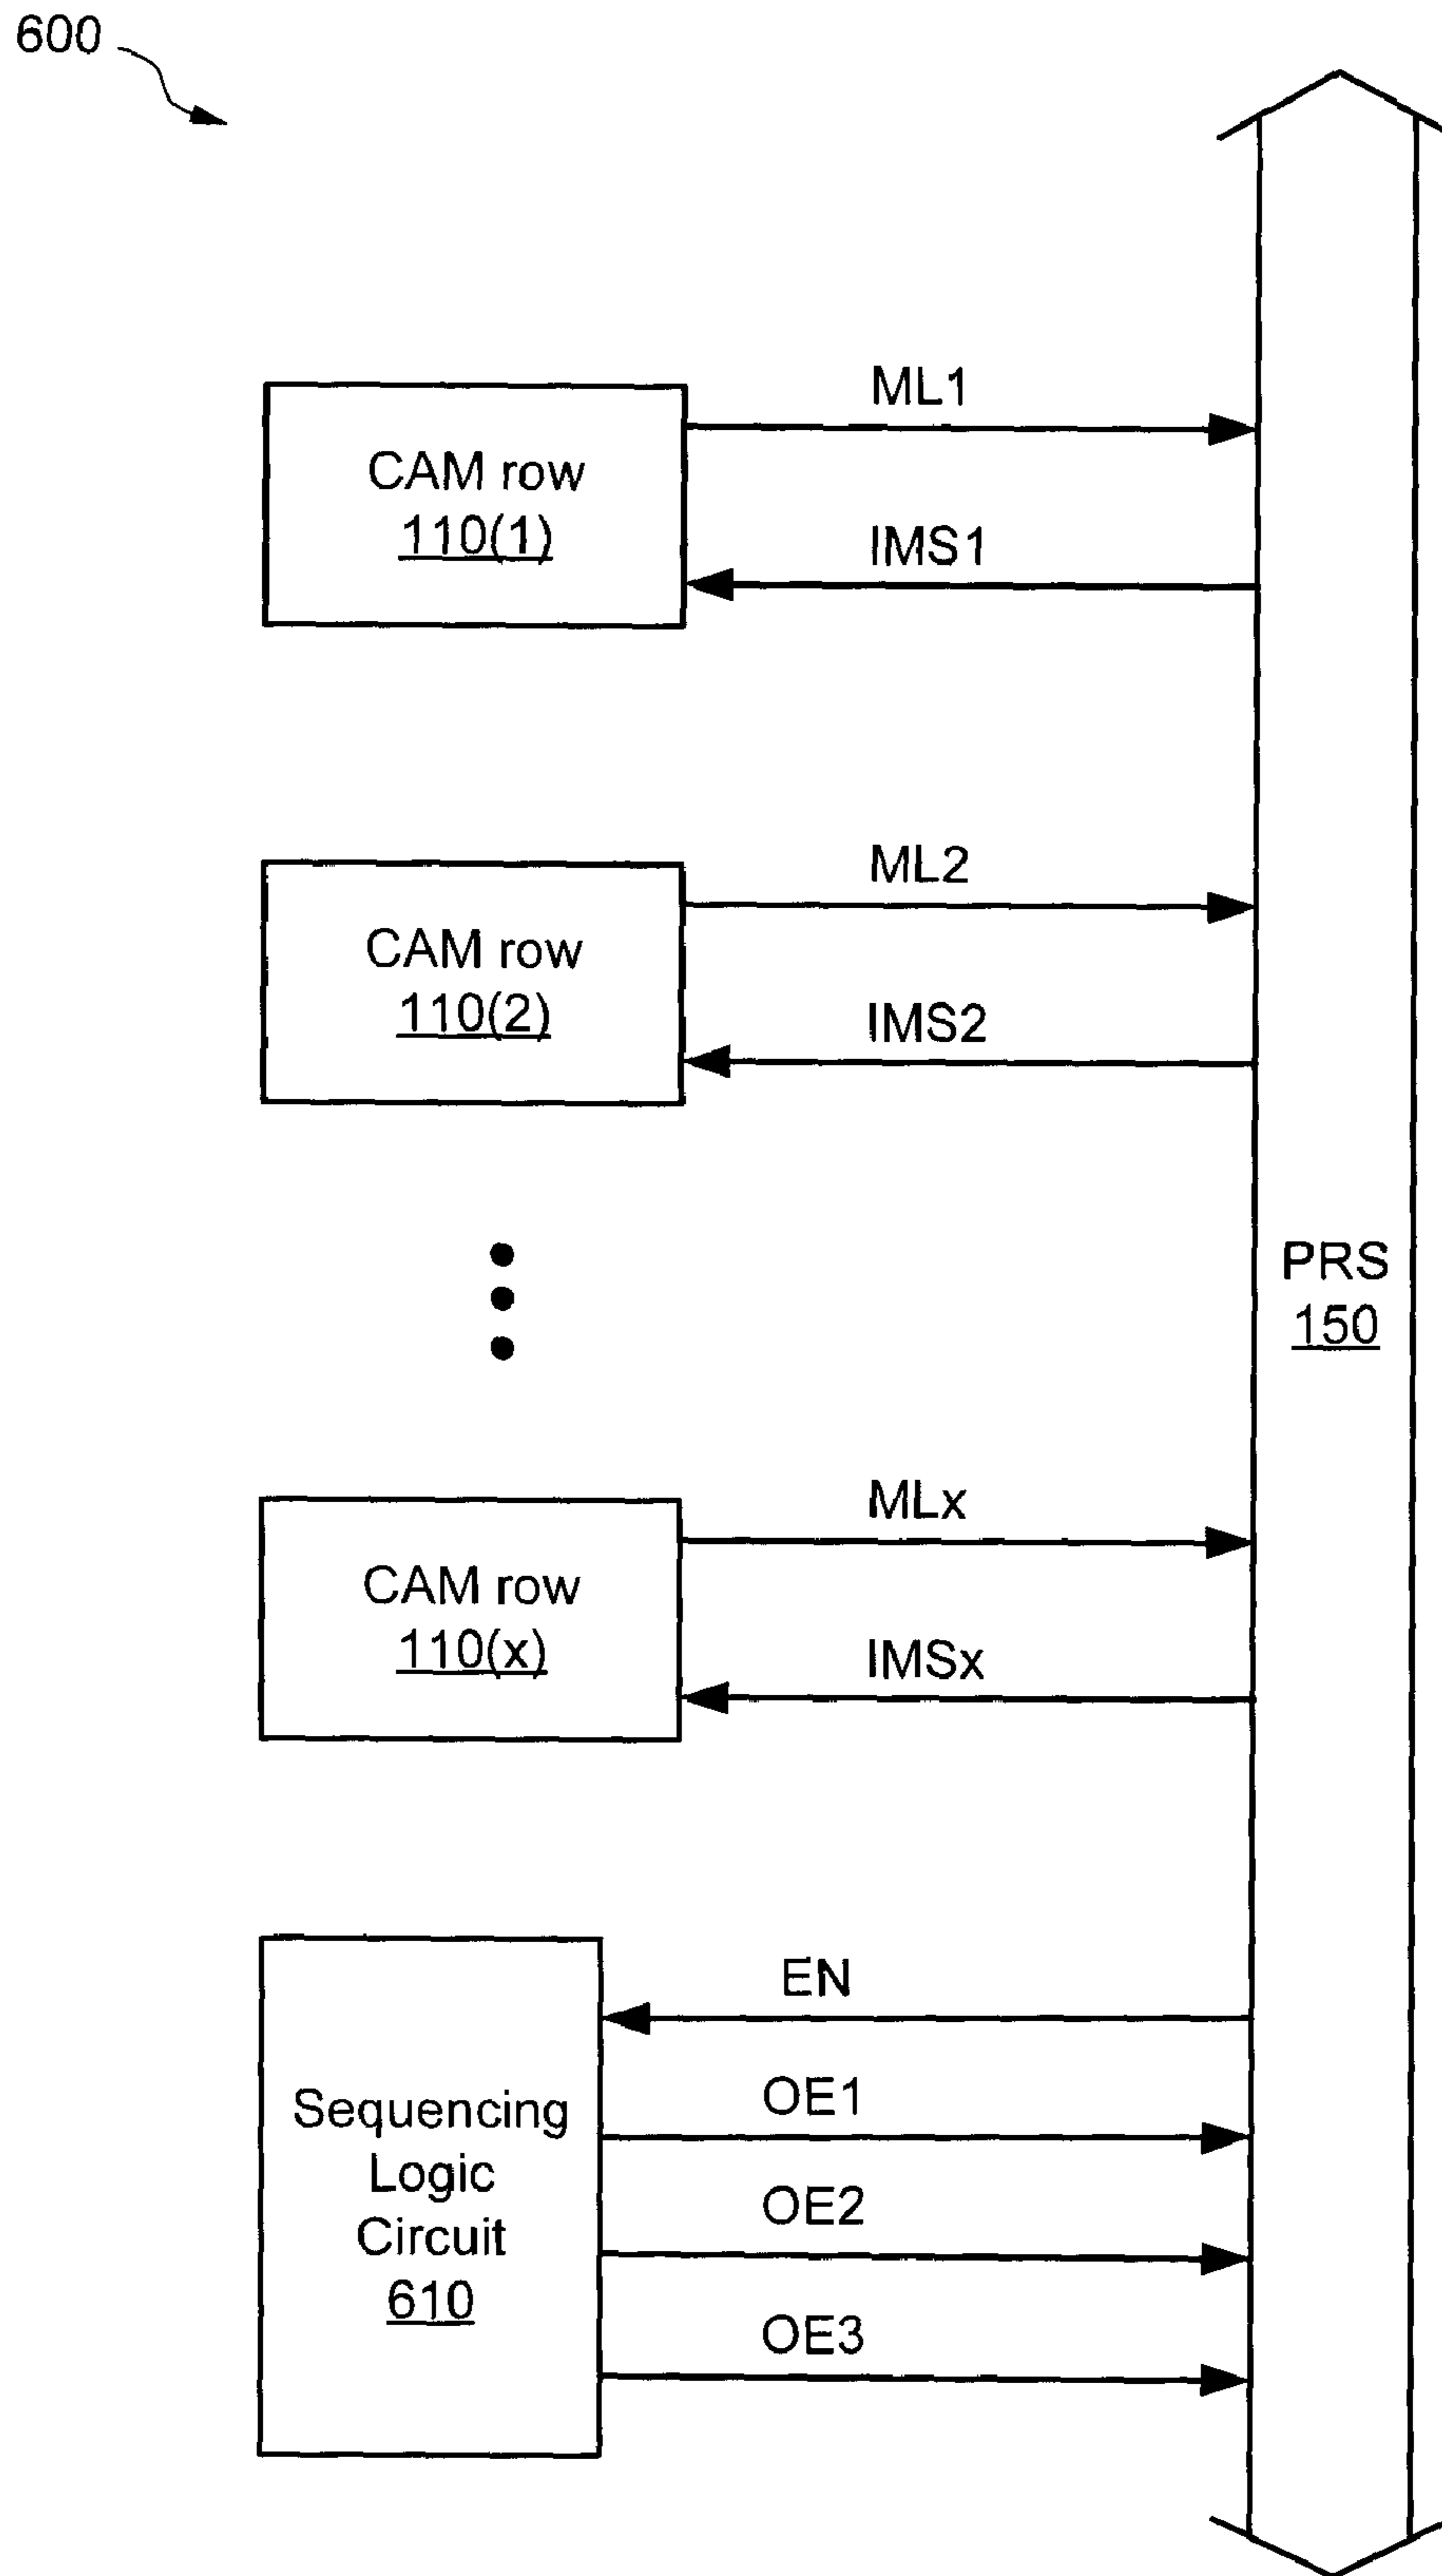 600
ML1
CAM row
110(1)
IMS1
ML2
CAM row
110(2)
IMS2
PRS
150
MLx
CAM row
110(x)
IMSx
EN
Sequencing
Logic
Circuit
610
OE1
OE2
OE3